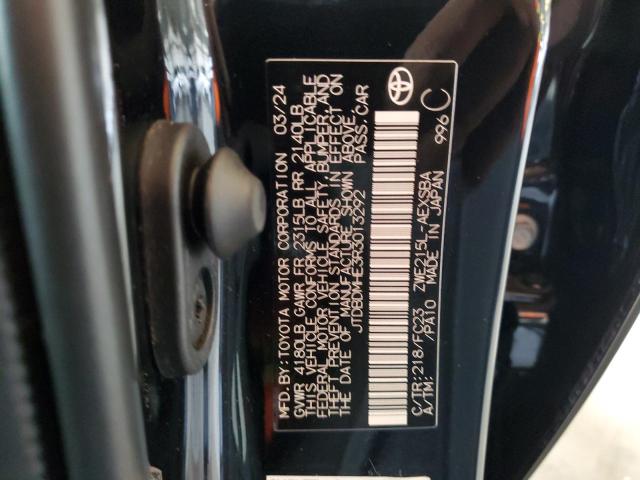 MFD.BY:TOYOTA MOTOR CORPORATION 03/24
GVWR 4180LB GAWR FR 2315LB RR 2140LB
THIS VEHICLE CONFORMS TO ALL APPLICABLE
FEDERAL MOTOR VEHICLE SAFETY,BUMPER,AND
THEFT PREVENTION STANDARDS IN EFFECT ON
THE DATE OF MANUFACTURE SHOWN ABOVE.
JTDBDMHE3R3013292 PASS.CAR
C/TR:218/FC23 ZWE215L-AEXSBA
A/TM: /PA10 MADE IN JAPAN 996 C